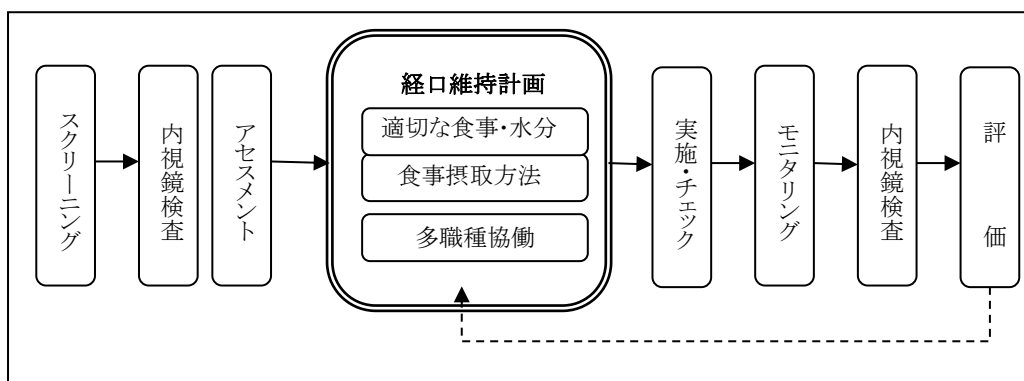 スクリーニング
内視鏡検査
アセスメント
経口維持計画
適切な食事・水分
食事摂取方法
多職種協働
実施・チェック
モニタリング
内視鏡検査
評価